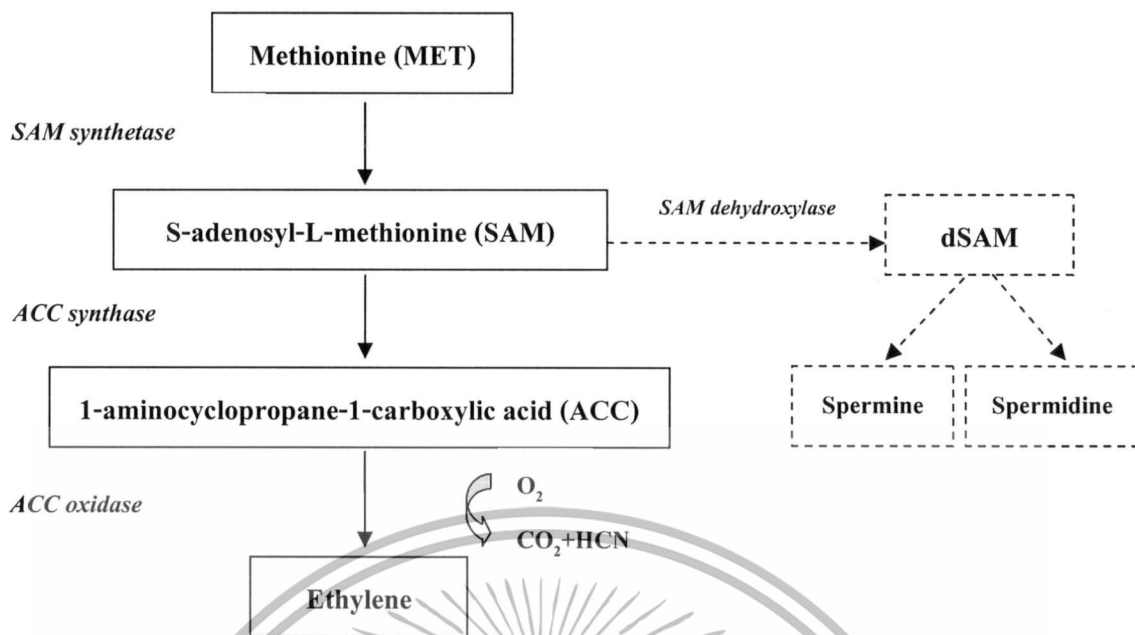 Methionine (MET)
SAM synthetase
S-adenosyl-L-methionine (SAM)
SAM dehydroxylase
dSAM
ACC synthase
1-aminocyclopropane-1-carboxylic acid (ACC)
Spermine
Spermidine
ACC oxidase
O₂
CO₂+HCN
Ethylene